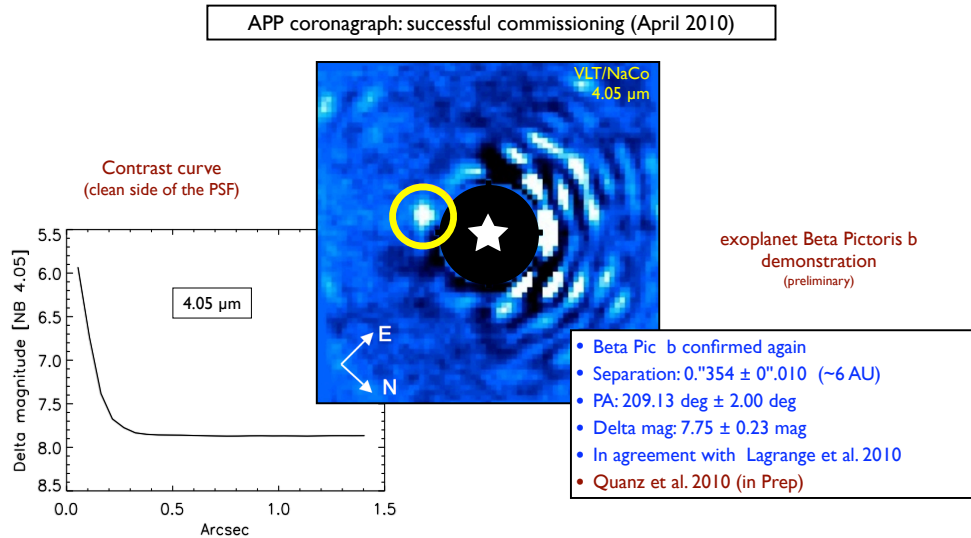 APP coronagraph: successful commissioning (April 2010)
VLT/NaCo
4.05 µm
Contrast curve
(clean side of the PSF)
exoplanet Beta Pictoris b
demonstration
(preliminary)
E
N
Delta magnitude [NB 4.05]
5.5
6.0
6.5
7.0
7.5
8.0
8.5
4.05 µm
0.0
0.5
1.0
1.5
Arcsec
• Beta Pic b confirmed again
• Separation: 0."354 ± 0".010 (~6 AU)
• PA: 209.13 deg ± 2.00 deg
• Delta mag: 7.75 ± 0.23 mag
• In agreement with Lagrange et al. 2010
• Quanz et al. 2010 (in Prep)